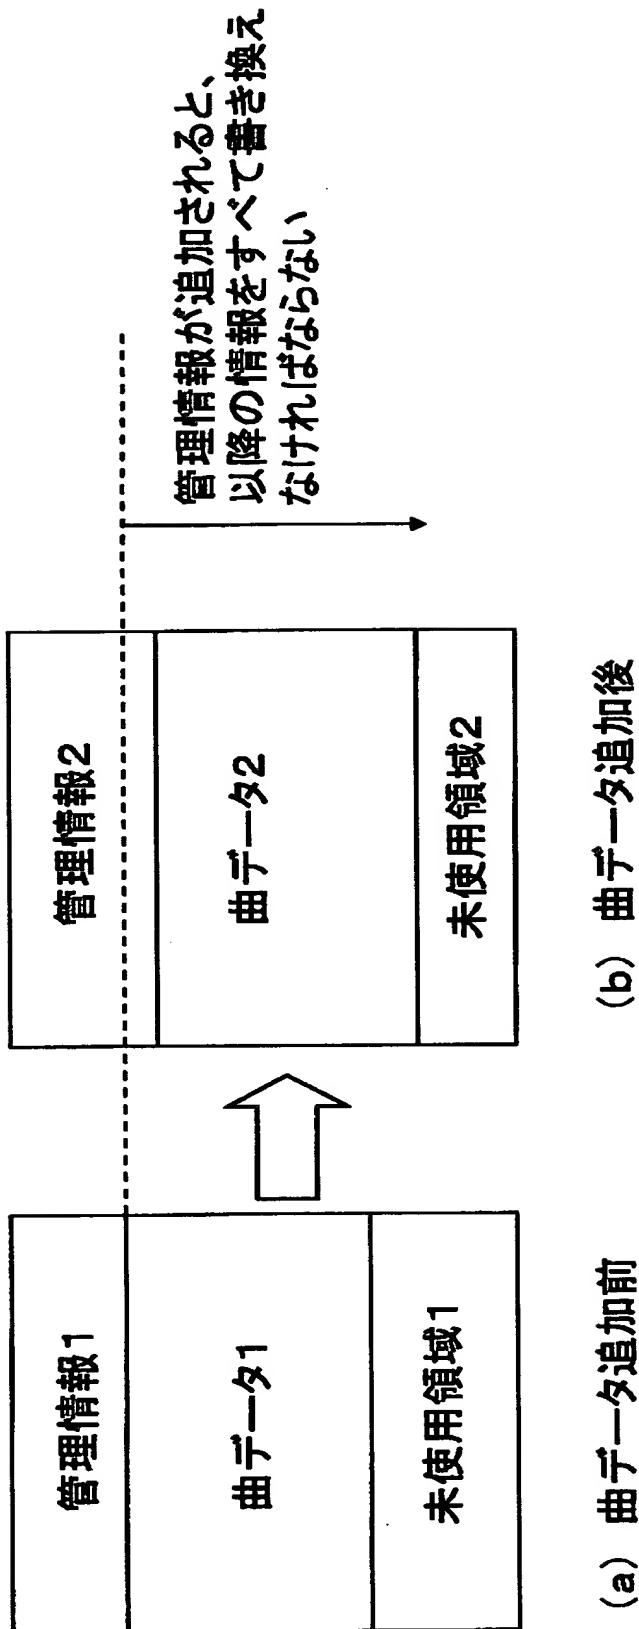 管理情報1
曲データ1
未使用領域1
(a) 曲データ追加前
管理情報2
曲データ2
未使用領域2
(b) 曲データ追加後
管理情報が追加されると、
以降の情報をすべて書き換え
なければならない